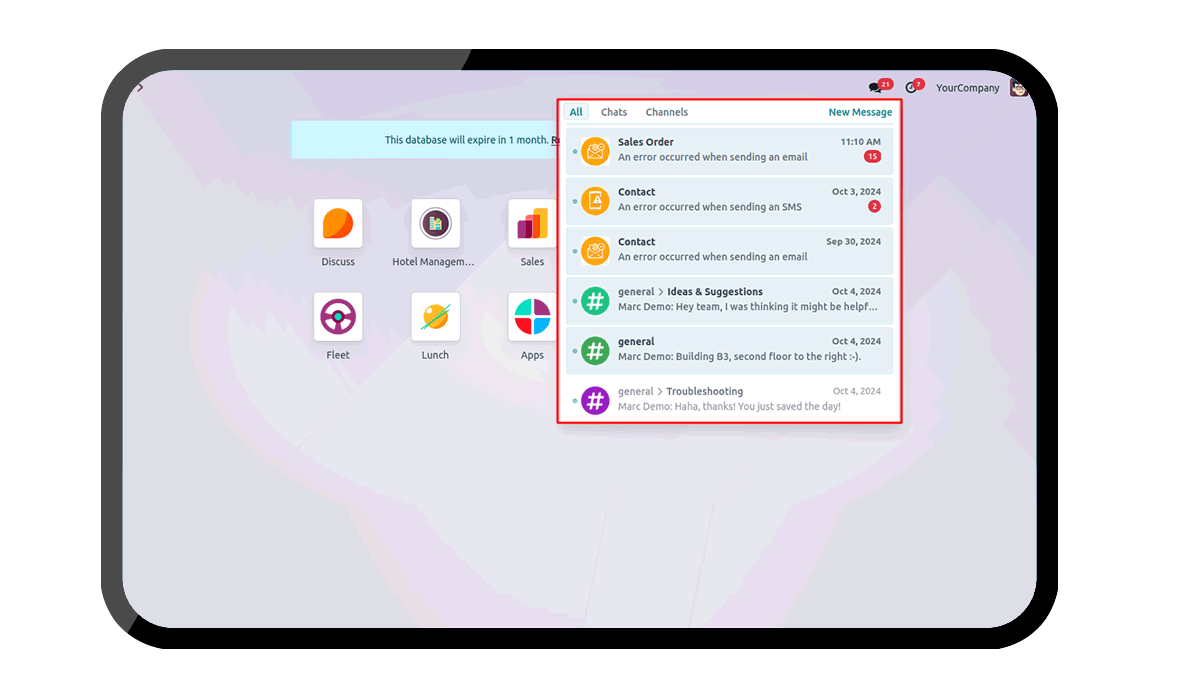 21
7
YourCompany
All
Chats
Channels
New Message
This database will expire in 1 month.
Sales Order
11:10 AM
An error occurred when sending an email
15
Contact
Oct 3, 2024
An error occurred when sending an SMS
2
Contact
Sep 30, 2024
An error occurred when sending an email
general > Ideas & Suggestions
Oct 4, 2024
Marc Demo: Hey team, I was thinking it might be helpf...
general
Oct 4, 2024
Marc Demo: Building B3, second floor to the right :-).
general > Troubleshooting
Oct 4, 2024
Marc Demo: Haha, thanks! You just saved the day!
Discuss
Hotel Managem...
Sales
Fleet
Lunch
Apps